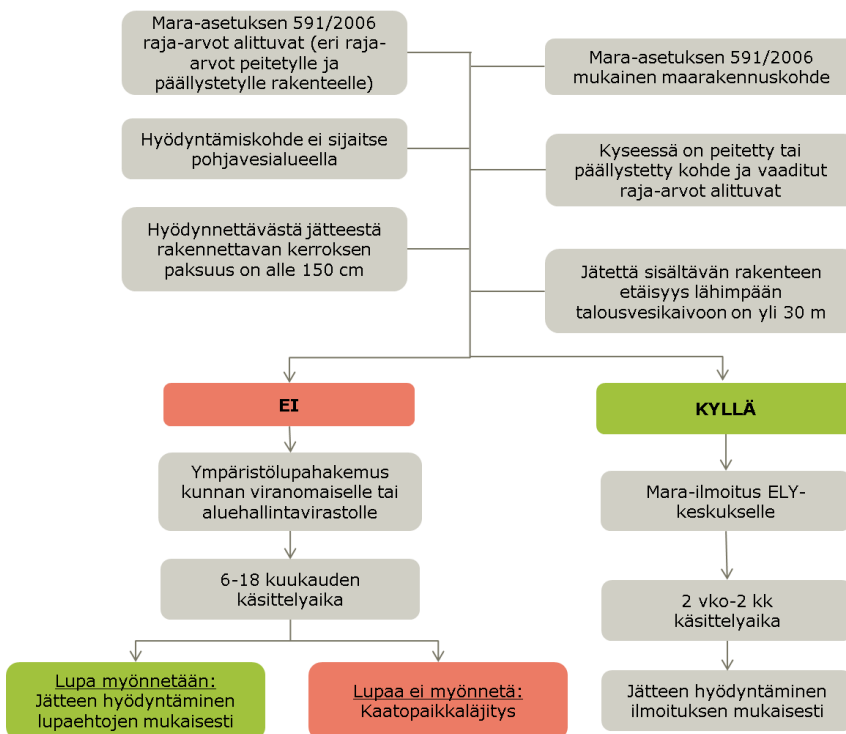 Mara-asetuksen 591/2006
raja-arvot alittuvat (eri raja-
arvot peitetylle ja
päällystetylle rakenteelle)
Mara-asetuksen 591/2006
mukainen maarakennuskohde
Hyödyntämiskohde ei sijaitse
pohjavesialueella
Kyseessä on peitetty tai
päällystetty kohde ja vaaditut
raja-arvot alittuvat
Hyödynnettävästä jätteestä
rakennettavan kerroksen
paksuus on alle 150 cm
Jätettä sisältävän rakenteen
etäisyys lähimpään
talousvesikaivoon on yli 30 m
EI
KYLLÄ
Ympäristölupahakemus
kunnan viranomaiselle tai
aluehallintavirastolle
Mara-ilmoitus ELY-
keskukselle
6-18 kuukauden
käsittelyaika
2 vko-2 kk
käsittelyaika
Lupa myönnetään:
Jätteen hyödyntäminen
lupaehtojen mukaisesti
Lupaa ei myönnetä:
Kaatopaikkaläjitys
Jätteen hyödyntäminen
ilmoituksen mukaisesti